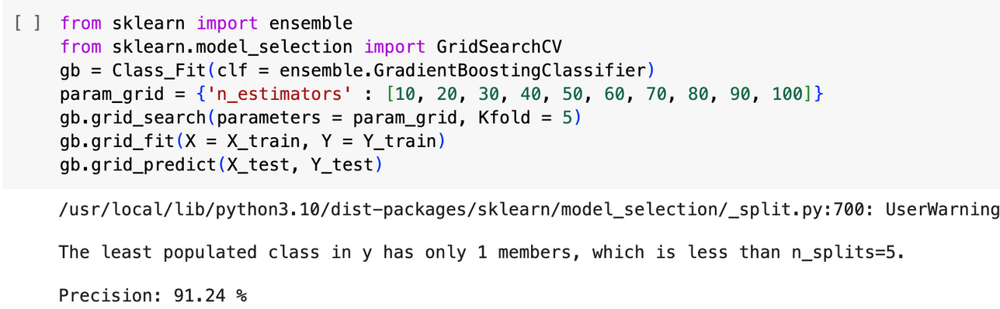 [ ] from sklearn import ensemble
from sklearn.model_selection import GridSearchCV
gb = Class_Fit(clf = ensemble.GradientBoostingClassifier)
param_grid = {'n_estimators' : [10, 20, 30, 40, 50, 60, 70, 80, 90, 100]}
gb.grid_search(parameters = param_grid, Kfold = 5)
gb.grid_fit(X = X_train, Y = Y_train)
gb.grid_predict(X_test, Y_test)
/usr/local/lib/python3.10/dist-packages/sklearn/model_selection/_split.py:700: UserWarning
The least populated class in y has only 1 members, which is less than n_splits=5.
Precision: 91.24 %